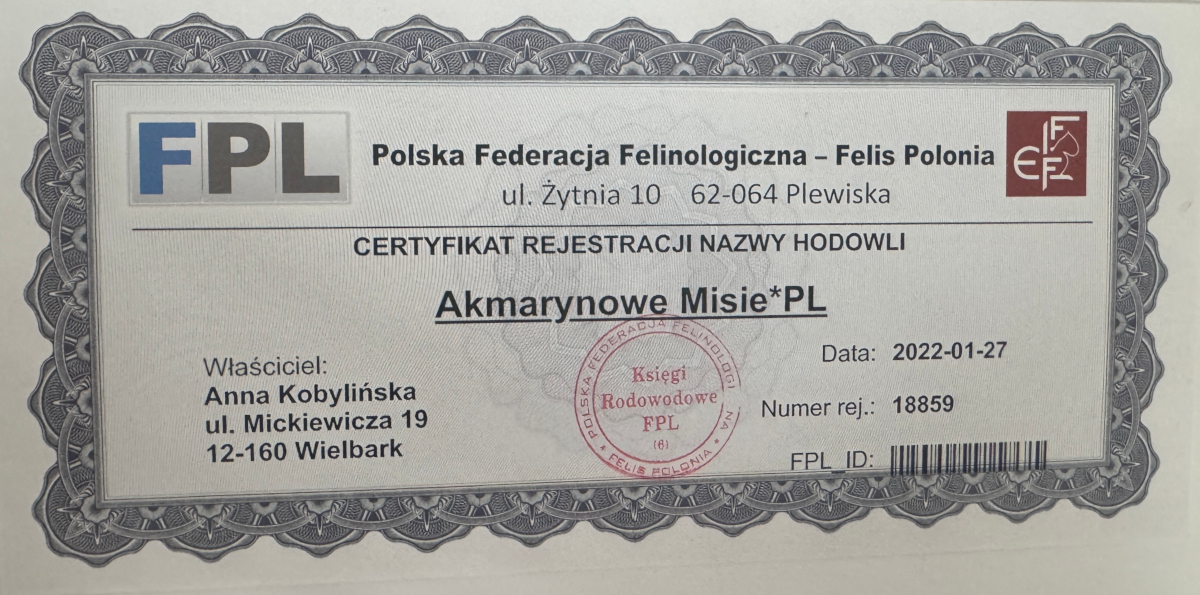 FPL
Polska Federacja Felinologiczna – Felis Polonia
FIFe
ul. Żytnia 10 62-064 Plewiska
CERTYFIKAT REJESTRACJI NAZWY HODOWLI
Akmarynowe Misie*PL
Właściciel:
Anna Kobylińska
ul. Mickiewicza 19
12-160 Wielbark
POLSKA FEDERACJA FELINOLOGICZNA
Księgi
Rodowodowe
FPL
(6)
* FELIS POLONIA *
Data: 2022-01-27
Numer rej.: 18859
FPL_ID: